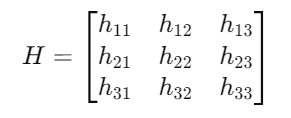 H = [h₁₁ h₁₂ h₁₃
h₂₁ h₂₂ h₂₃
h₃₁ h₃₂ h₃₃]